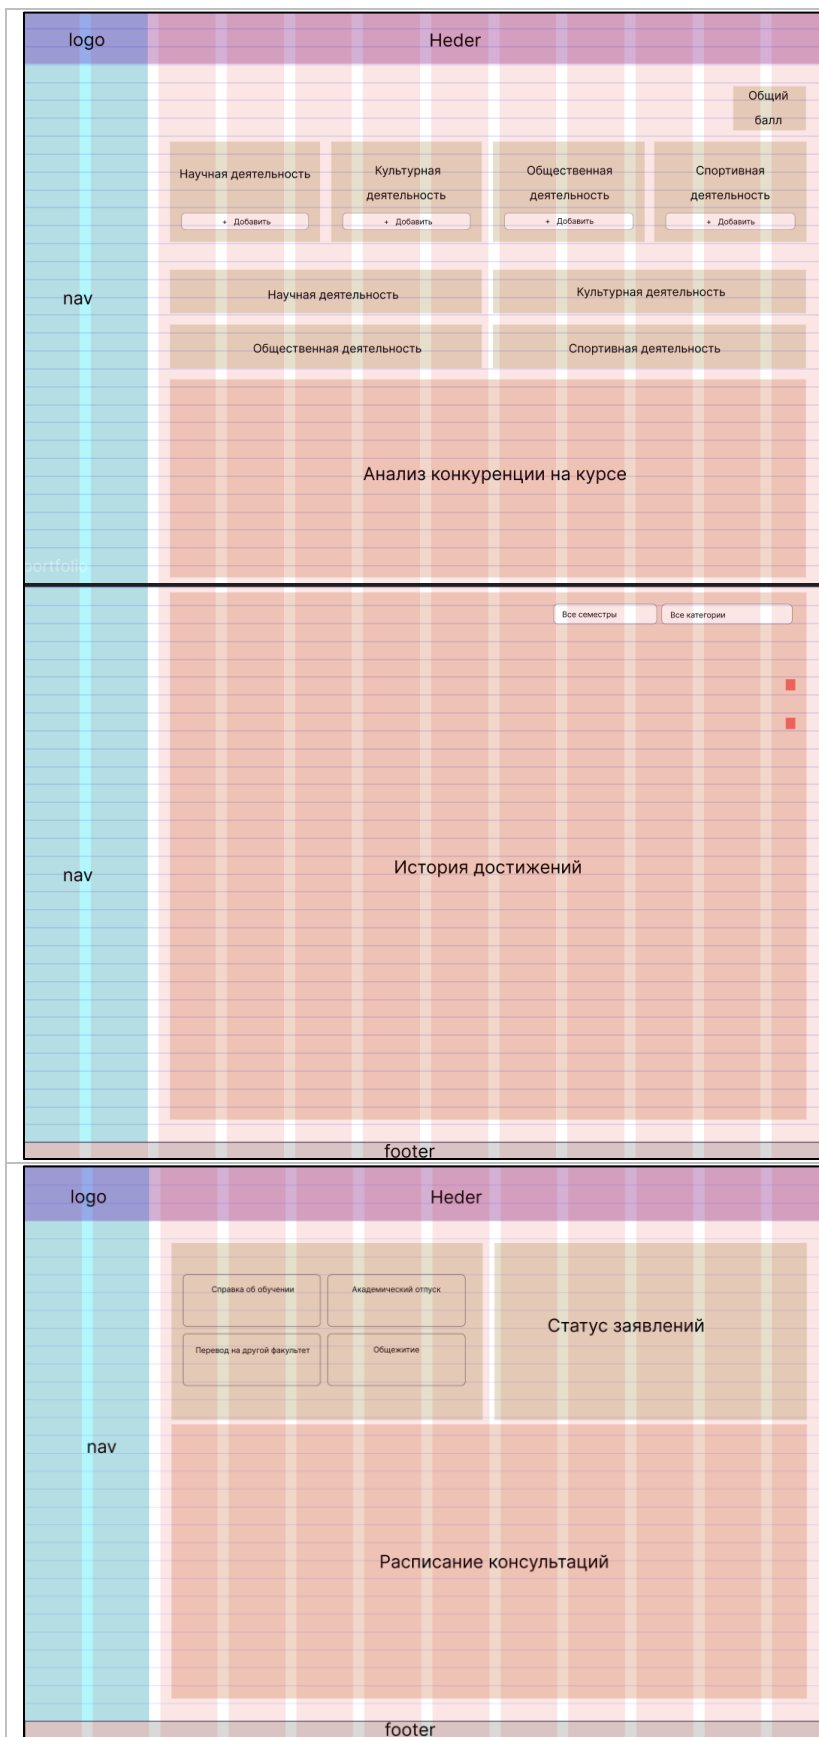 logo
Heder
Общий
балл
Научная деятельность
Культурная
деятельность
Общественная
деятельность
Спортивная
деятельность
+ Добавить
+ Добавить
+ Добавить
+ Добавить
nav
Научная деятельность
Культурная деятельность
Общественная деятельность
Спортивная деятельность
Анализ конкуренции на курсе
portfolio
Все семестры
Все категории
nav
История достижений
footer
logo
Heder
Справка об обучении
Академический отпуск
Перевод на другой факультет
Общежитие
Статус заявлений
nav
Расписание консультаций
footer